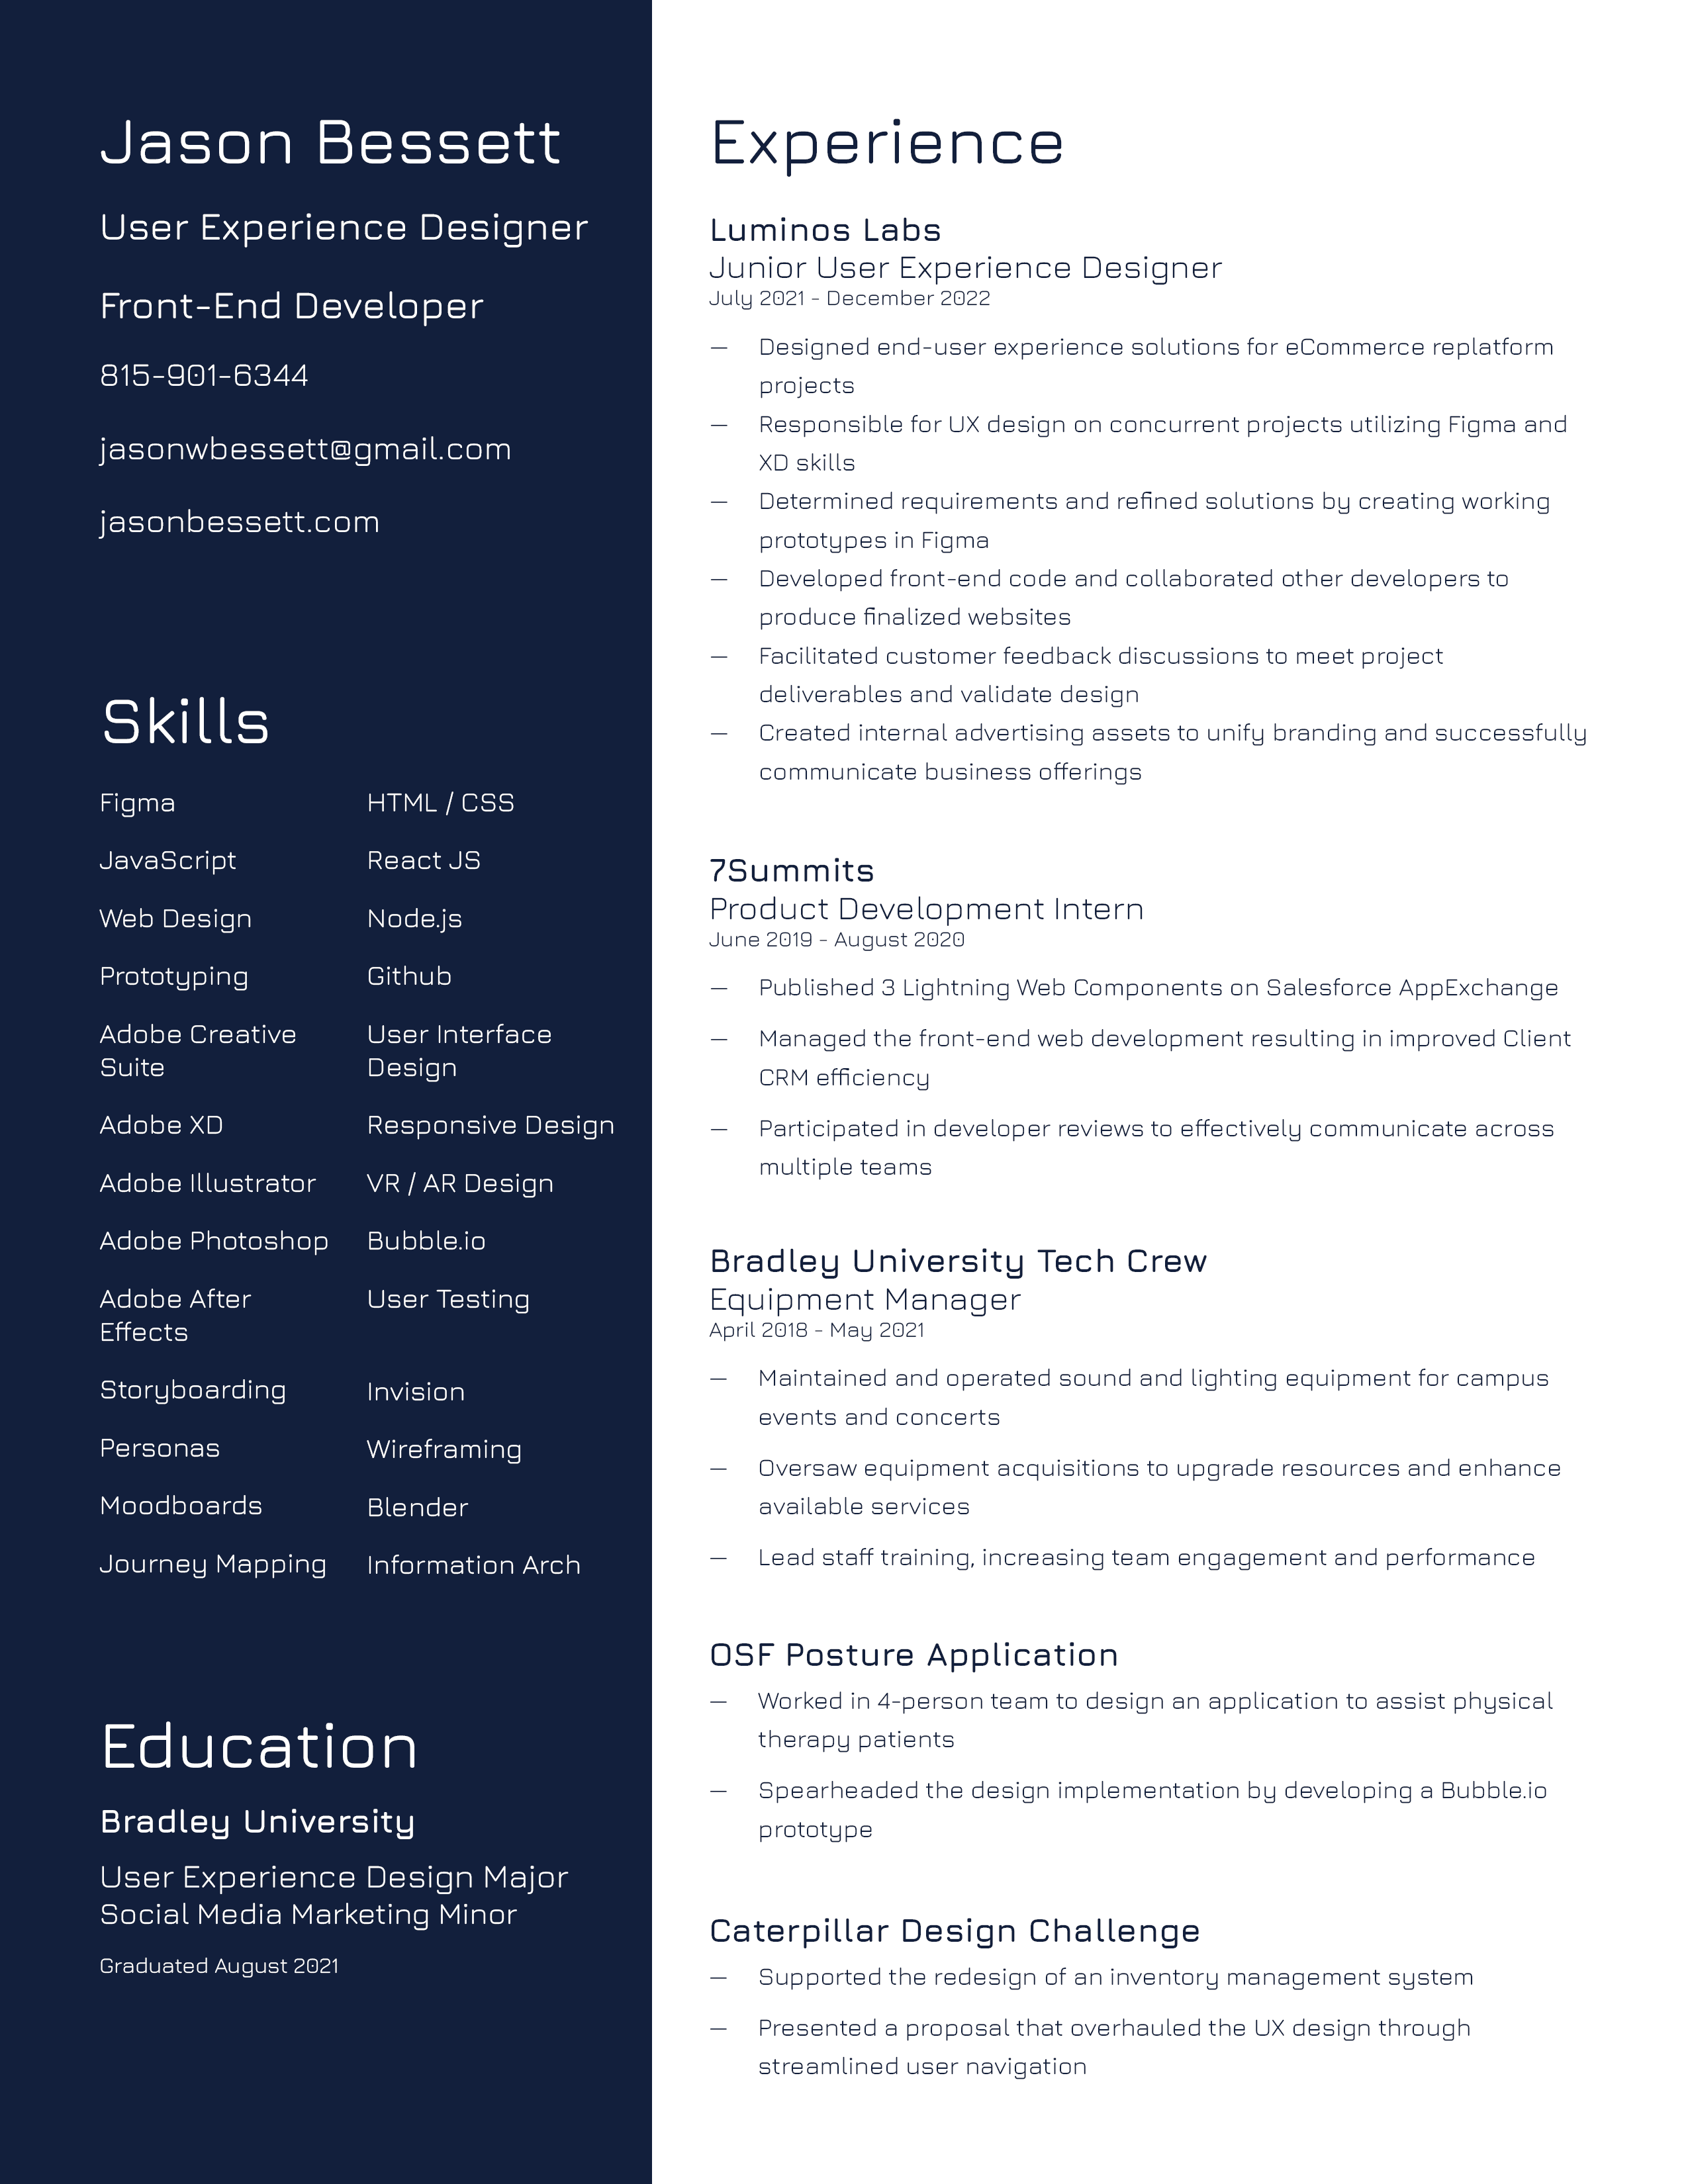 Jason Bessett
User Experience Designer
Front-End Developer
815-901-6344
jasonwbessett@gmail.com
jasonbessett.com
Skills
Figma
JavaScript
Web Design
Prototyping
Adobe Creative
Suite
Adobe XD
Adobe Illustrator
Adobe Photoshop
Adobe After
Effects
Storyboarding
Personas
Moodboards
Journey Mapping
HTML / CSS
React JS
Node.js
Github
User Interface
Design
Responsive Design
VR / AR Design
Bubble.io
User Testing
Invision
Wireframing
Blender
Information Arch
Education
Bradley University
User Experience Design Major
Social Media Marketing Minor
Graduated August 2021
Experience
Luminos Labs
Junior User Experience Designer
July 2021 - December 2022
— Designed end-user experience solutions for eCommerce replatform
projects
— Responsible for UX design on concurrent projects utilizing Figma and
XD skills
— Determined requirements and refined solutions by creating working
prototypes in Figma
— Developed front-end code and collaborated other developers to
produce finalized websites
— Facilitated customer feedback discussions to meet project
deliverables and validate design
— Created internal advertising assets to unify branding and successfully
communicate business offerings
7Summits
Product Development Intern
June 2019 - August 2020
— Published 3 Lightning Web Components on Salesforce AppExchange
— Managed the front-end web development resulting in improved Client
CRM efficiency
— Participated in developer reviews to effectively communicate across
multiple teams
Bradley University Tech Crew
Equipment Manager
April 2018 - May 2021
— Maintained and operated sound and lighting equipment for campus
events and concerts
— Oversaw equipment acquisitions to upgrade resources and enhance
available services
— Lead staff training, increasing team engagement and performance
OSF Posture Application
— Worked in 4-person team to design an application to assist physical
therapy patients
— Spearheaded the design implementation by developing a Bubble.io
prototype
Caterpillar Design Challenge
— Supported the redesign of an inventory management system
— Presented a proposal that overhauled the UX design through
streamlined user navigation